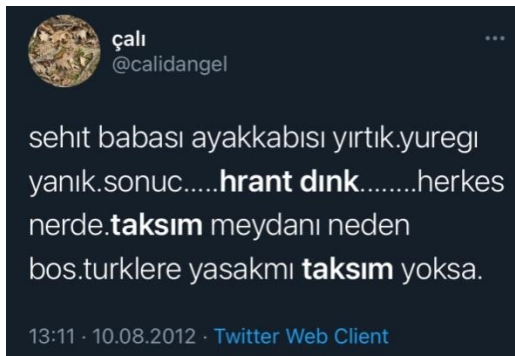 çalı
@calidangel
sehıt babası ayakkabısı yırtık.yuregı
yanık.sonuc.....hrant dınk........herkes
nerde.taksım meydanı neden
bos.turklere yasakmı taksım yoksa.
13:11 · 10.08.2012 · Twitter Web Client